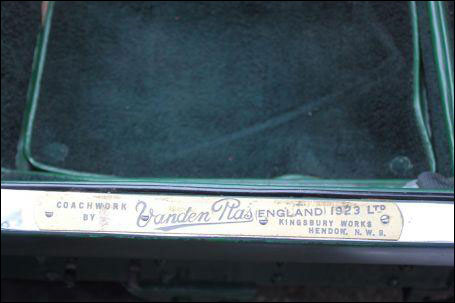 COACHWORK
BY
Vanden Plas (ENGLAND) 1923 LTD
KINGSBURY WORKS
HENDON. N.W.9.